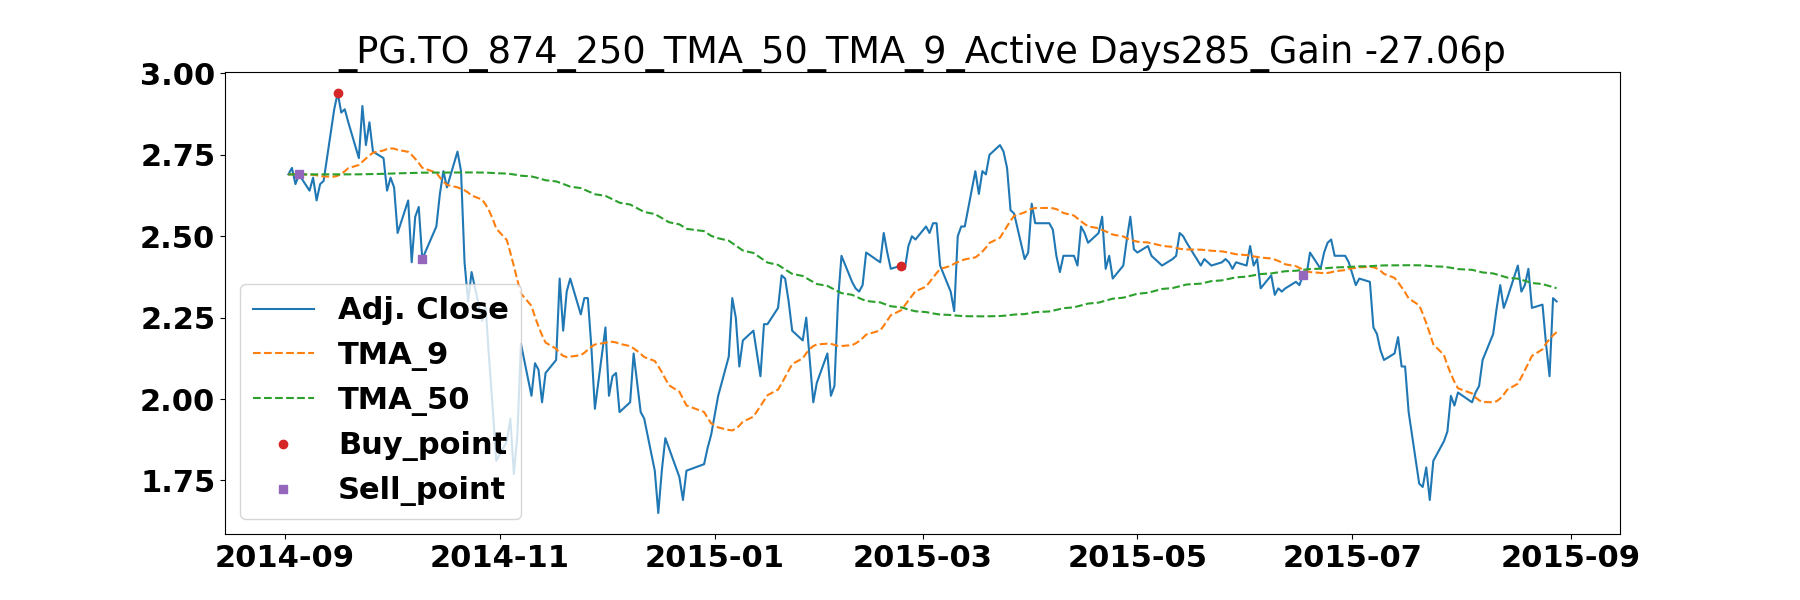 _PG.TO_874_250_TMA_50_TMA_9_Active Days285_Gain -27.06p
3.00
2.75
2.50
2.25
2.00
1.75
Adj. Close
TMA_9
TMA_50
Buy_point
Sell_point
2014-09 2014-11 2015-01 2015-03 2015-05 2015-07 2015-09